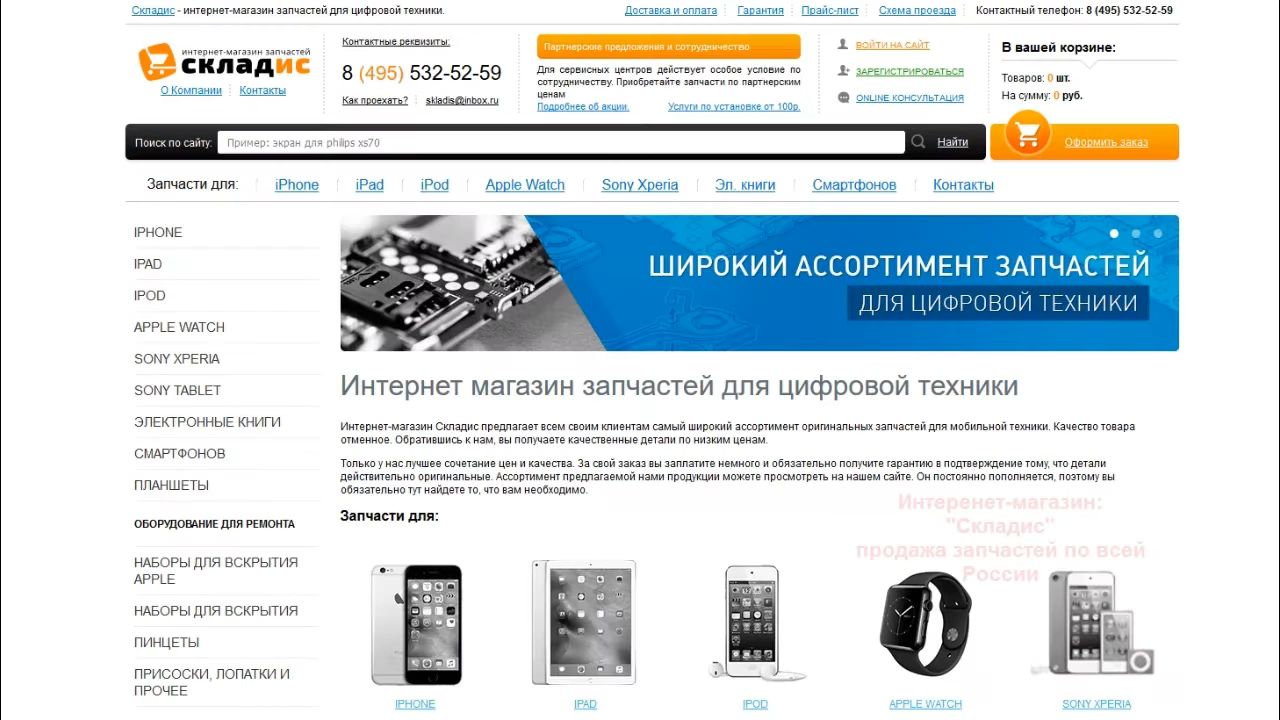 Складис - интернет-магазин запчастей для цифровой техники.
Доставка и оплата Гарантия Прайс-лист Схема проезда Контактный телефон: 8 (495) 532-52-59
интернет-магазин запчастей
складис
О Компании Контакты
Контактные реквизиты:
8 (495) 532-52-59
Как проехать? skladis@inbox.ru
Партнерские предложения и сотрудничество
Для сервисных центров действует особое условие по
сотрудничеству. Приобретайте запчасти по партнерским
ценам
Подробнее об акции. Услуги по установке от 100р.
ВОЙТИ НА САЙТ
ЗАРЕГИСТРИРОВАТЬСЯ
ONLINE КОНСУЛЬТАЦИЯ
В вашей корзине:
Товаров: 0 шт.
На сумму: 0 руб.
Поиск по сайту: Пример: экран для philips xs70 Найти
Оформить заказ
Запчасти для: iPhone iPad iPod Apple Watch Sony Xperia Эл. книги Смартфонов Контакты
IPHONE
IPAD
IPOD
APPLE WATCH
SONY XPERIA
SONY TABLET
ЭЛЕКТРОННЫЕ КНИГИ
СМАРТФОНОВ
ПЛАНШЕТЫ
ОБОРУДОВАНИЕ ДЛЯ РЕМОНТА
НАБОРЫ ДЛЯ ВСКРЫТИЯ
APPLE
НАБОРЫ ДЛЯ ВСКРЫТИЯ
ПИНЦЕТЫ
ПРИСОСКИ, ЛОПАТКИ И
ПРОЧЕЕ
ШИРОКИЙ АССОРТИМЕНТ ЗАПЧАСТЕЙ
ДЛЯ ЦИФРОВОЙ ТЕХНИКИ
Интернет магазин запчастей для цифровой техники
Интернет-магазин Складис предлагает всем своим клиентам самый широкий ассортимент оригинальных запчастей для мобильной техники. Качество товара
отменное. Обратившись к нам, вы получаете качественные детали по низким ценам.
Только у нас лучшее сочетание цен и качества. За свой заказ вы заплатите немного и обязательно получите гарантию в подтверждение тому, что детали
действительно оригинальные. Ассортимент предлагаемой нами продукции можете просмотреть на нашем сайте. Он постоянно пополняется, поэтому вы
обязательно тут найдете то, что вам необходимо.
Запчасти для:
Интеренет-магазин:
"Складис"
продажа запчастей по всей
России
IPHONE IPAD IPOD APPLE WATCH SONY XPERIA